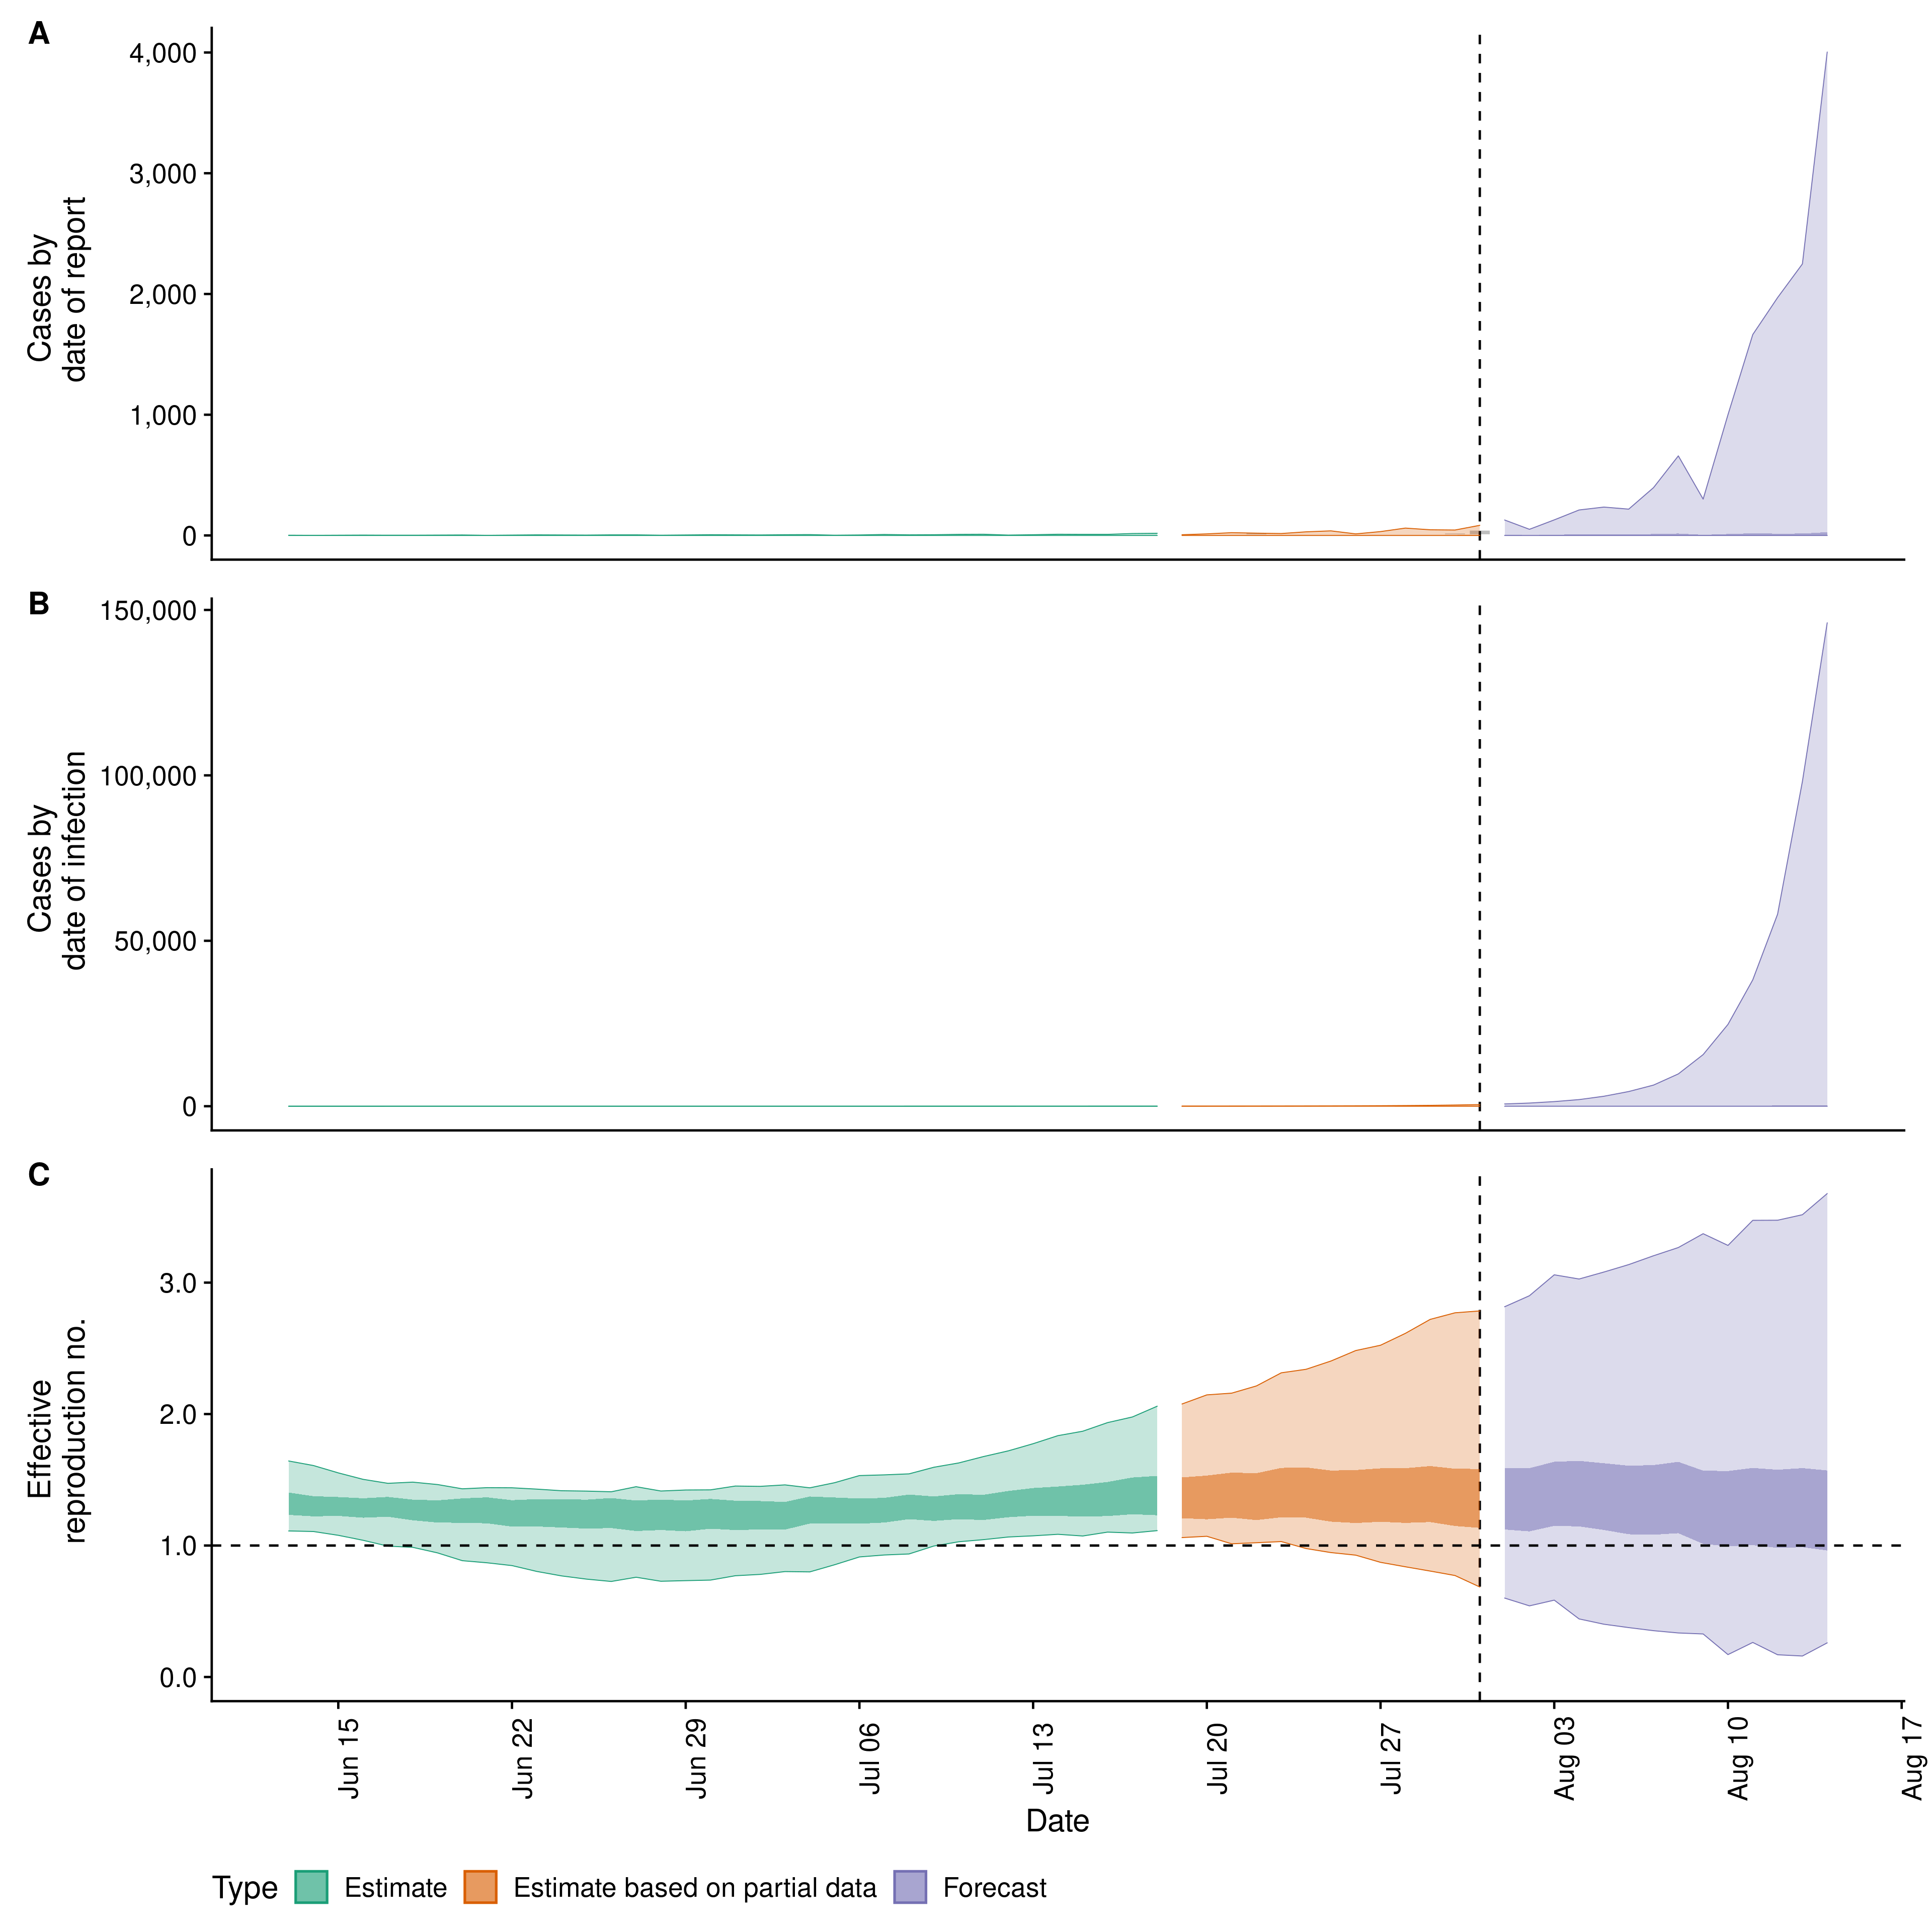 A
4,000
3,000
2,000
1,000
0
Cases by
date of report
B
150,000
100,000
50,000
0
Cases by
date of infection
C
3.0
2.0
1.0
0.0
Effective
reproduction no.
Jun 15
Jun 22
Jun 29
Jul 06
Jul 13
Jul 20
Jul 27
Aug 03
Aug 10
Aug 17
Date
Type Estimate Estimate based on partial data Forecast